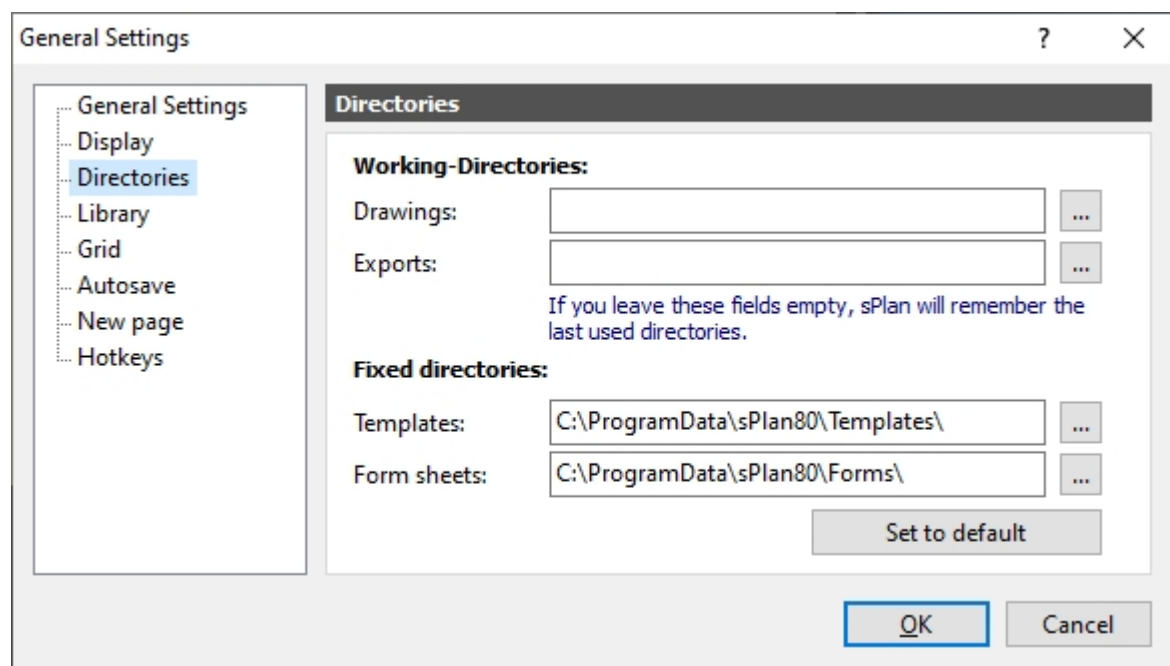 General Settings
?
General Settings
Display
Directories
Library
Grid
Autosave
New page
Hotkeys
Directories
Working-Directories:
Drawings:
...
Exports:
...
If you leave these fields empty, sPlan will remember the
last used directories.
Fixed directories:
Templates:
C:\ProgramData\sPlan80\Templates\
...
Form sheets:
C:\ProgramData\sPlan80\Forms\
...
Set to default
OK
Cancel